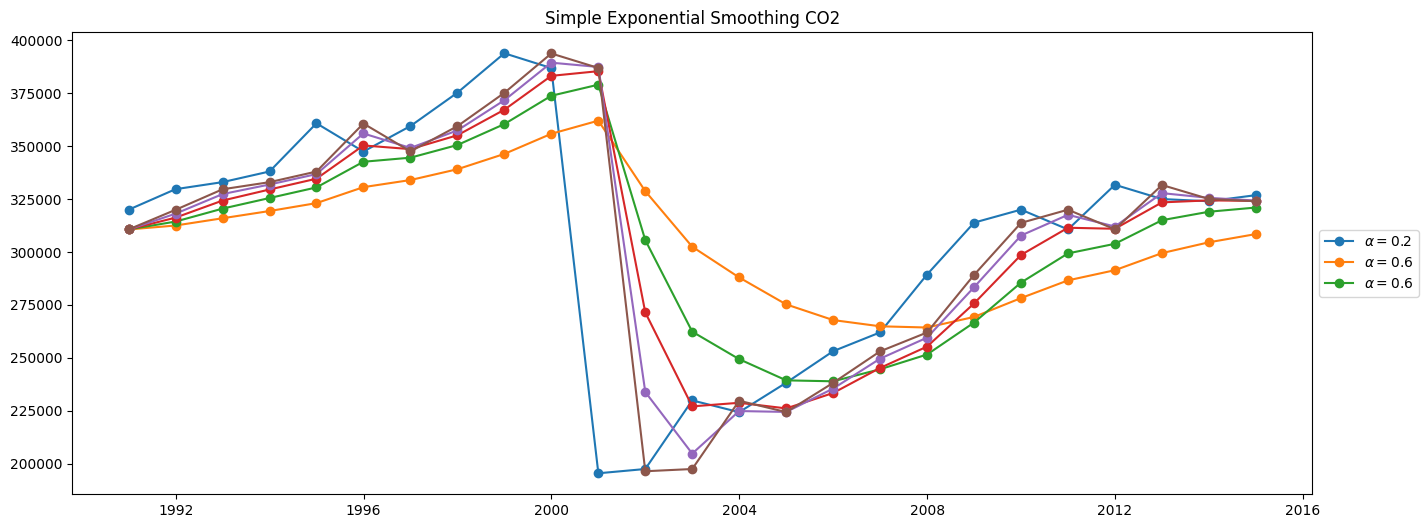 Simple Exponential Smoothing CO2
400000
375000
350000
325000
300000
275000
250000
225000
200000
1992 1996 2000 2004 2008 2012 2016
α = 0.2
α = 0.6
α = 0.6